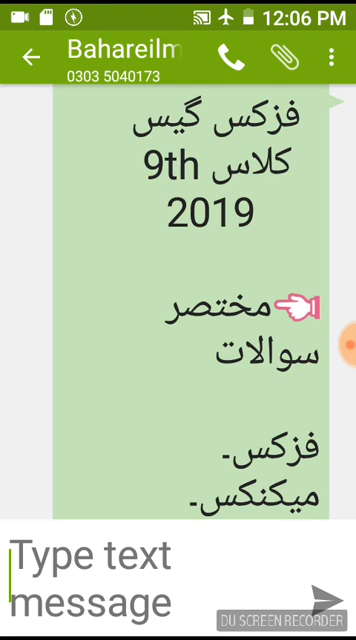 12:06 PM
Bahareilm
0303 5040173
فزکس گیس
کلاس 9th
2019
مختصر
سوالات
فزکس۔
میکنکس۔
Type text
message
DU SCREEN RECORDER